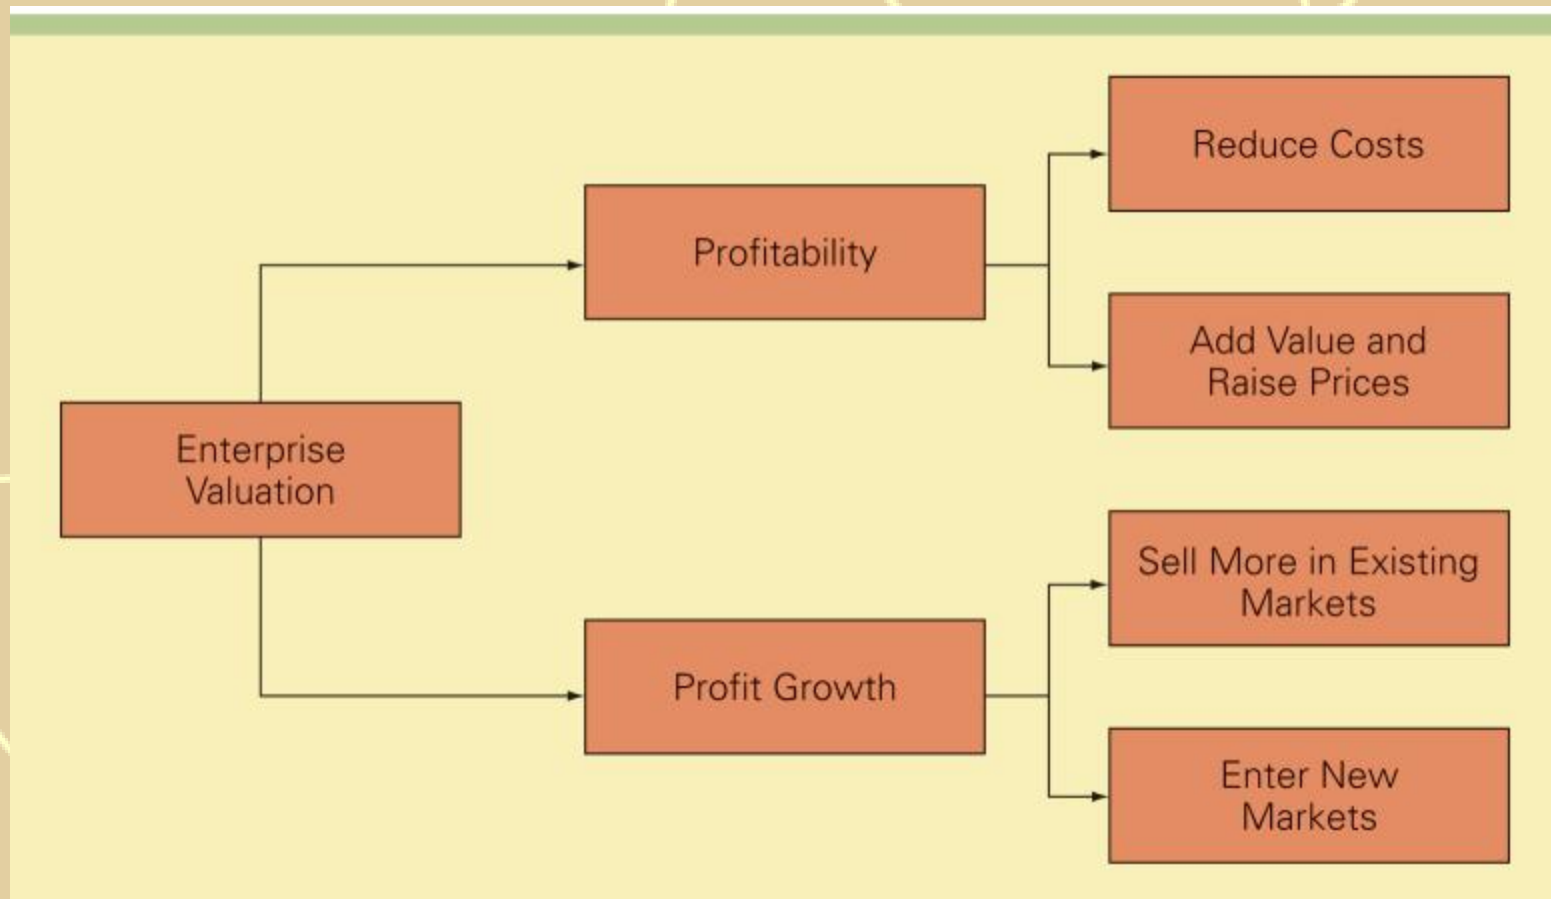 Reduce Costs
Profitability
Add Value and
Raise Prices
Enterprise
Valuation
Sell More in Existing
Markets
Profit Growth
Enter New
Markets